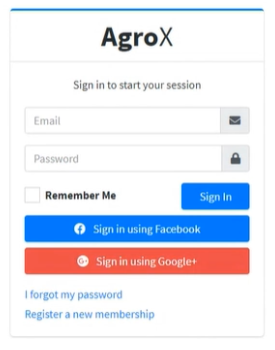 AgroX
Sign in to start your session
Email
Password
Remember Me
Sign In
Sign in using Facebook
Sign in using Google+
I forgot my password
Register a new membership